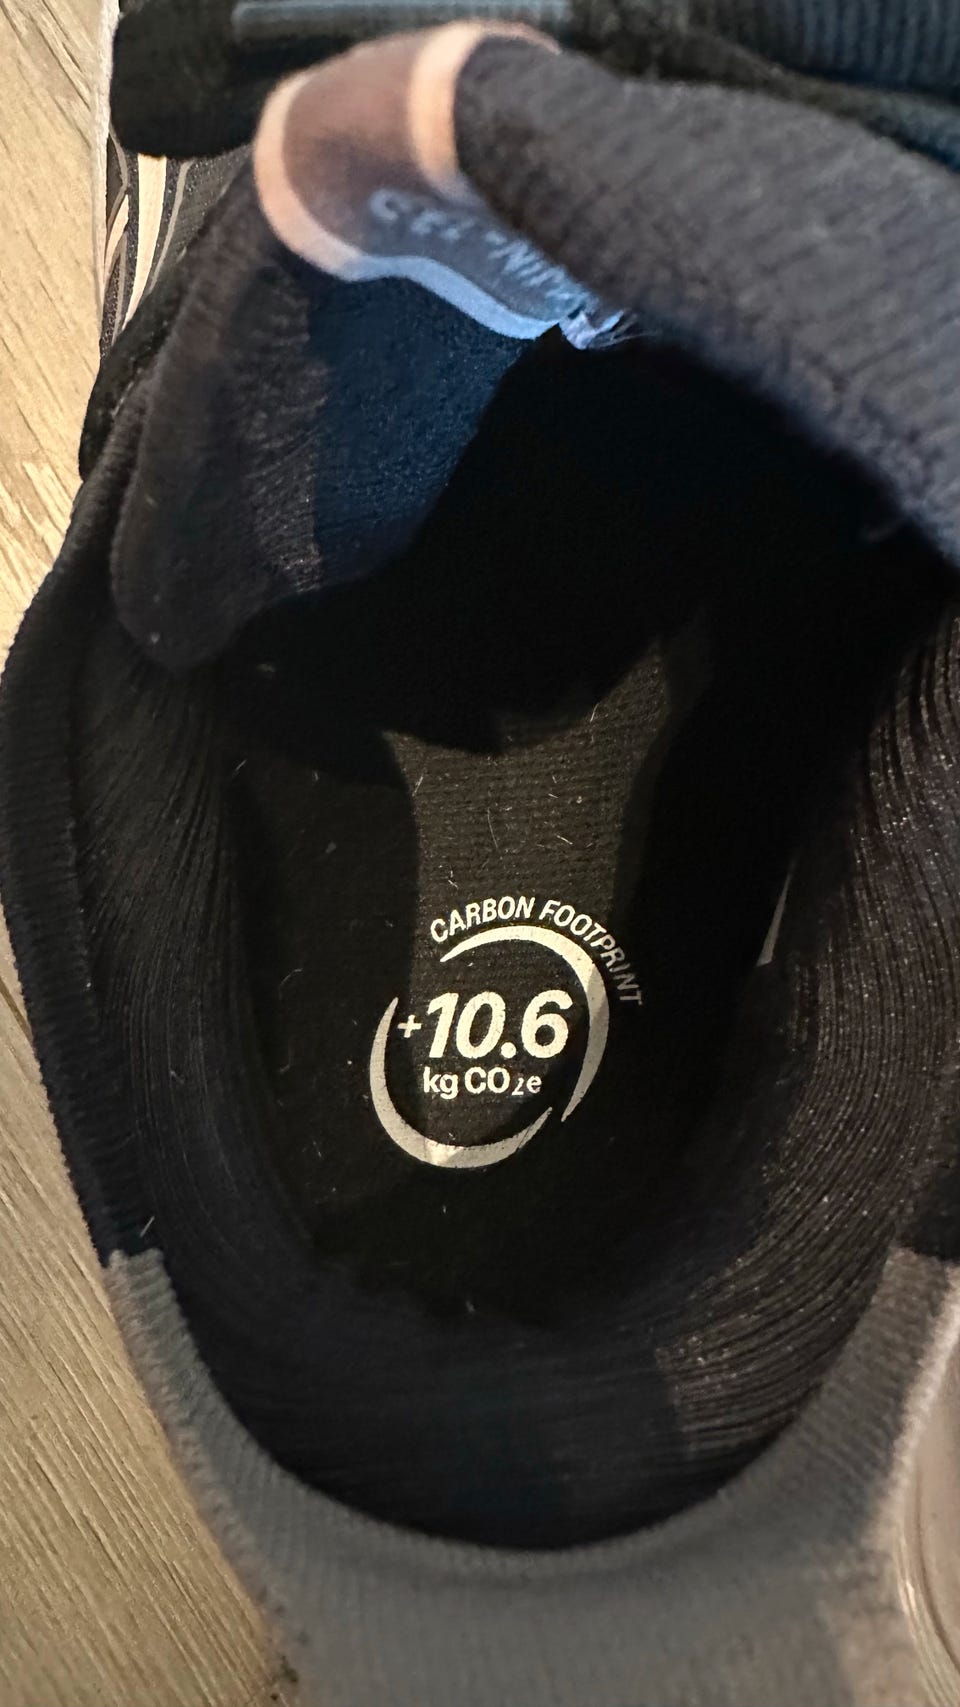 CARBON FOOTPRINT
+10.6
kg CO₂e